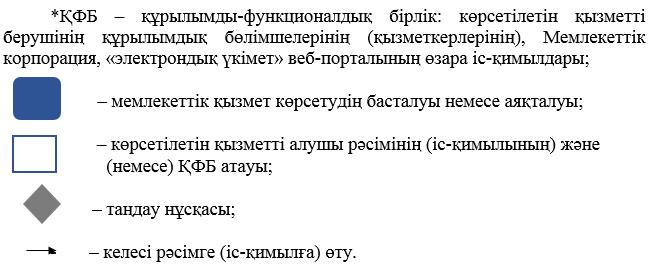 *ҚФБ – құрылымды-функционалдық бірлік: көрсетілетін қызметті
берушінің құрылымдық бөлімшелерінің (қызметкерлерінің), Мемлекеттік
корпорация, «электрондық үкімет» веб-порталының өзара іс-қимылдары;
– мемлекеттік қызмет көрсетудің басталуы немесе аяқталуы;
– көрсетілетін қызметті алушы рәсімінің (іс-қимылының) және
(немесе) ҚФБ атауы;
– таңдау нұсқасы;
– келесі рәсімге (іс-қимылға) өту.